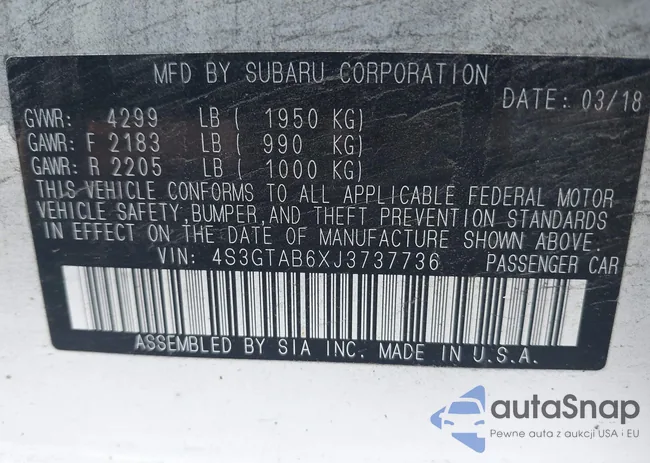 MFD BY SUBARU CORPORATION
DATE: 03/18
GVWR: 4299 LB ( 1950 KG)
GAWR: F 2183 LB ( 990 KG)
GAWR: R 2205 LB ( 1000 KG)
THIS VEHICLE CONFORMS TO ALL APPLICABLE FEDERAL MOTOR
VEHICLE SAFETY,BUMPER,AND THEFT PREVENTION STANDARDS
IN EFFECT ON THE DATE OF MANUFACTURE SHOWN ABOVE.
VIN: 4S3GTAB6XJ3737736 PASSENGER CAR
ASSEMBLED BY SIA INC. MADE IN U.S.A.
autoSnap
Pewne auta z aukcji USA i EU